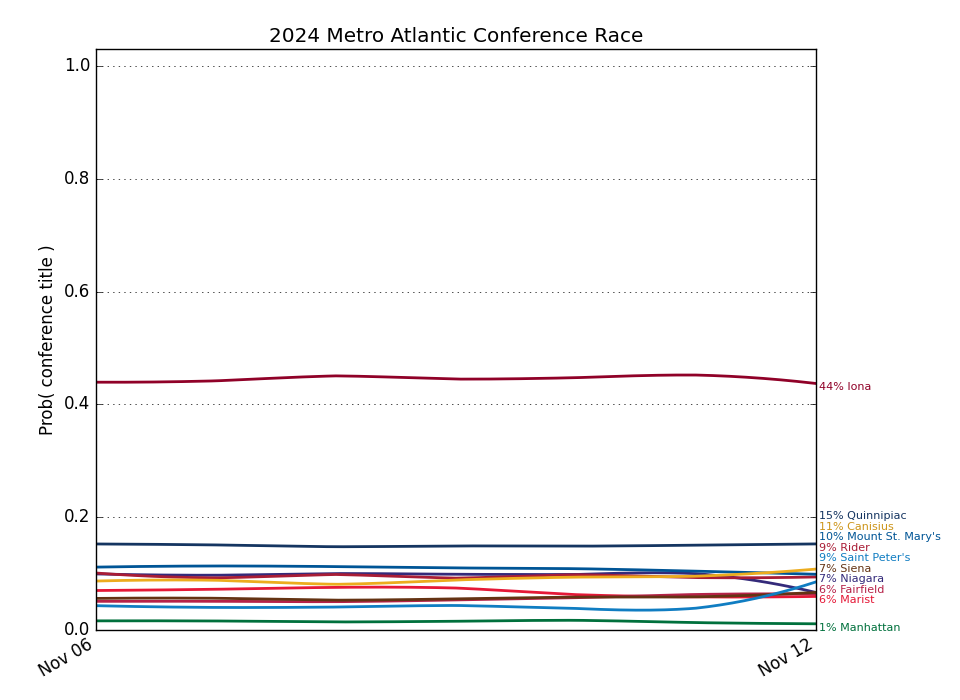 2024 Metro Atlantic Conference Race
Prob( conference title )
1.0
0.8
0.6
0.4
0.2
0.0
Nov 06
Nov 12
44% Iona
15% Quinnipiac
11% Canisius
10% Mount St. Mary's
9% Rider
9% Saint Peter's
7% Siena
7% Niagara
6% Fairfield
6% Marist
1% Manhattan